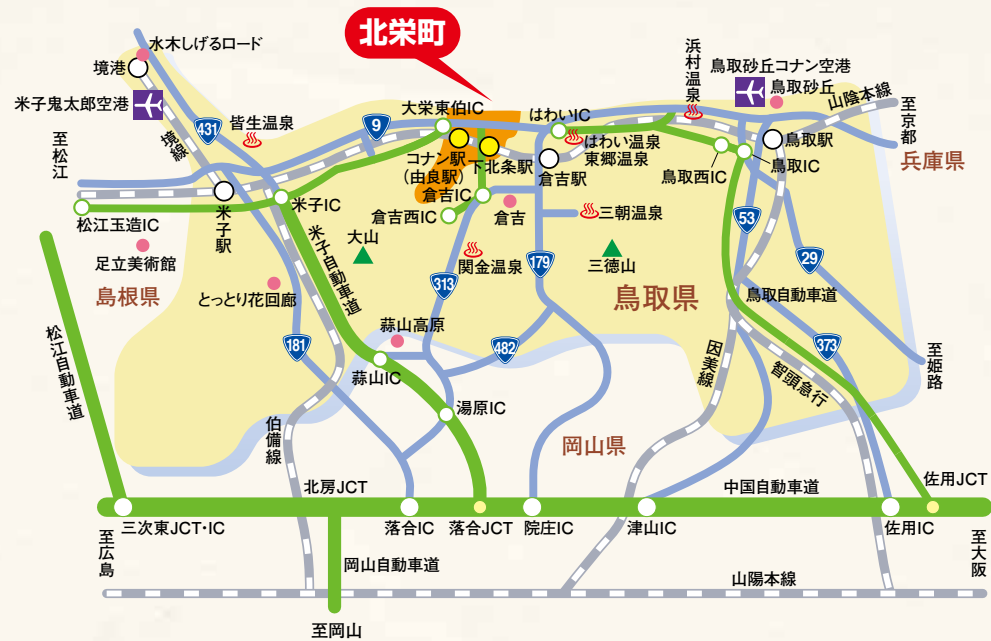 北栄町
水木しげるロード
境港
米子鬼太郎空港
至松江
境線
431
皆生温泉
9
大栄東伯IC
はわいIC
浜村温泉
鳥取砂丘コナン空港
鳥取砂丘
山陰本線
至京都
兵庫県
コナン駅
(由良駅)
下北条駅
はわい温泉
東郷温泉
倉吉駅
鳥取駅
鳥取西IC
鳥取IC
倉吉IC
倉吉西IC
倉吉
三朝温泉
松江玉造IC
米子駅
米子IC
大山
米子自動車道
足立美術館
島根県
とっとり花回廊
関金温泉
313
179
三徳山
鳥取県
53
29
鳥取自動車道
松江自動車道
181
蒜山高原
482
蒜山IC
因美線
373
智頭急行
至姫路
湯原IC
伯備線
岡山県
北房JCT
中国自動車道
佐用JCT
三次東JCT・IC
落合IC
落合JCT
院庄IC
津山IC
佐用IC
至広島
岡山自動車道
至大阪
山陽本線
至岡山